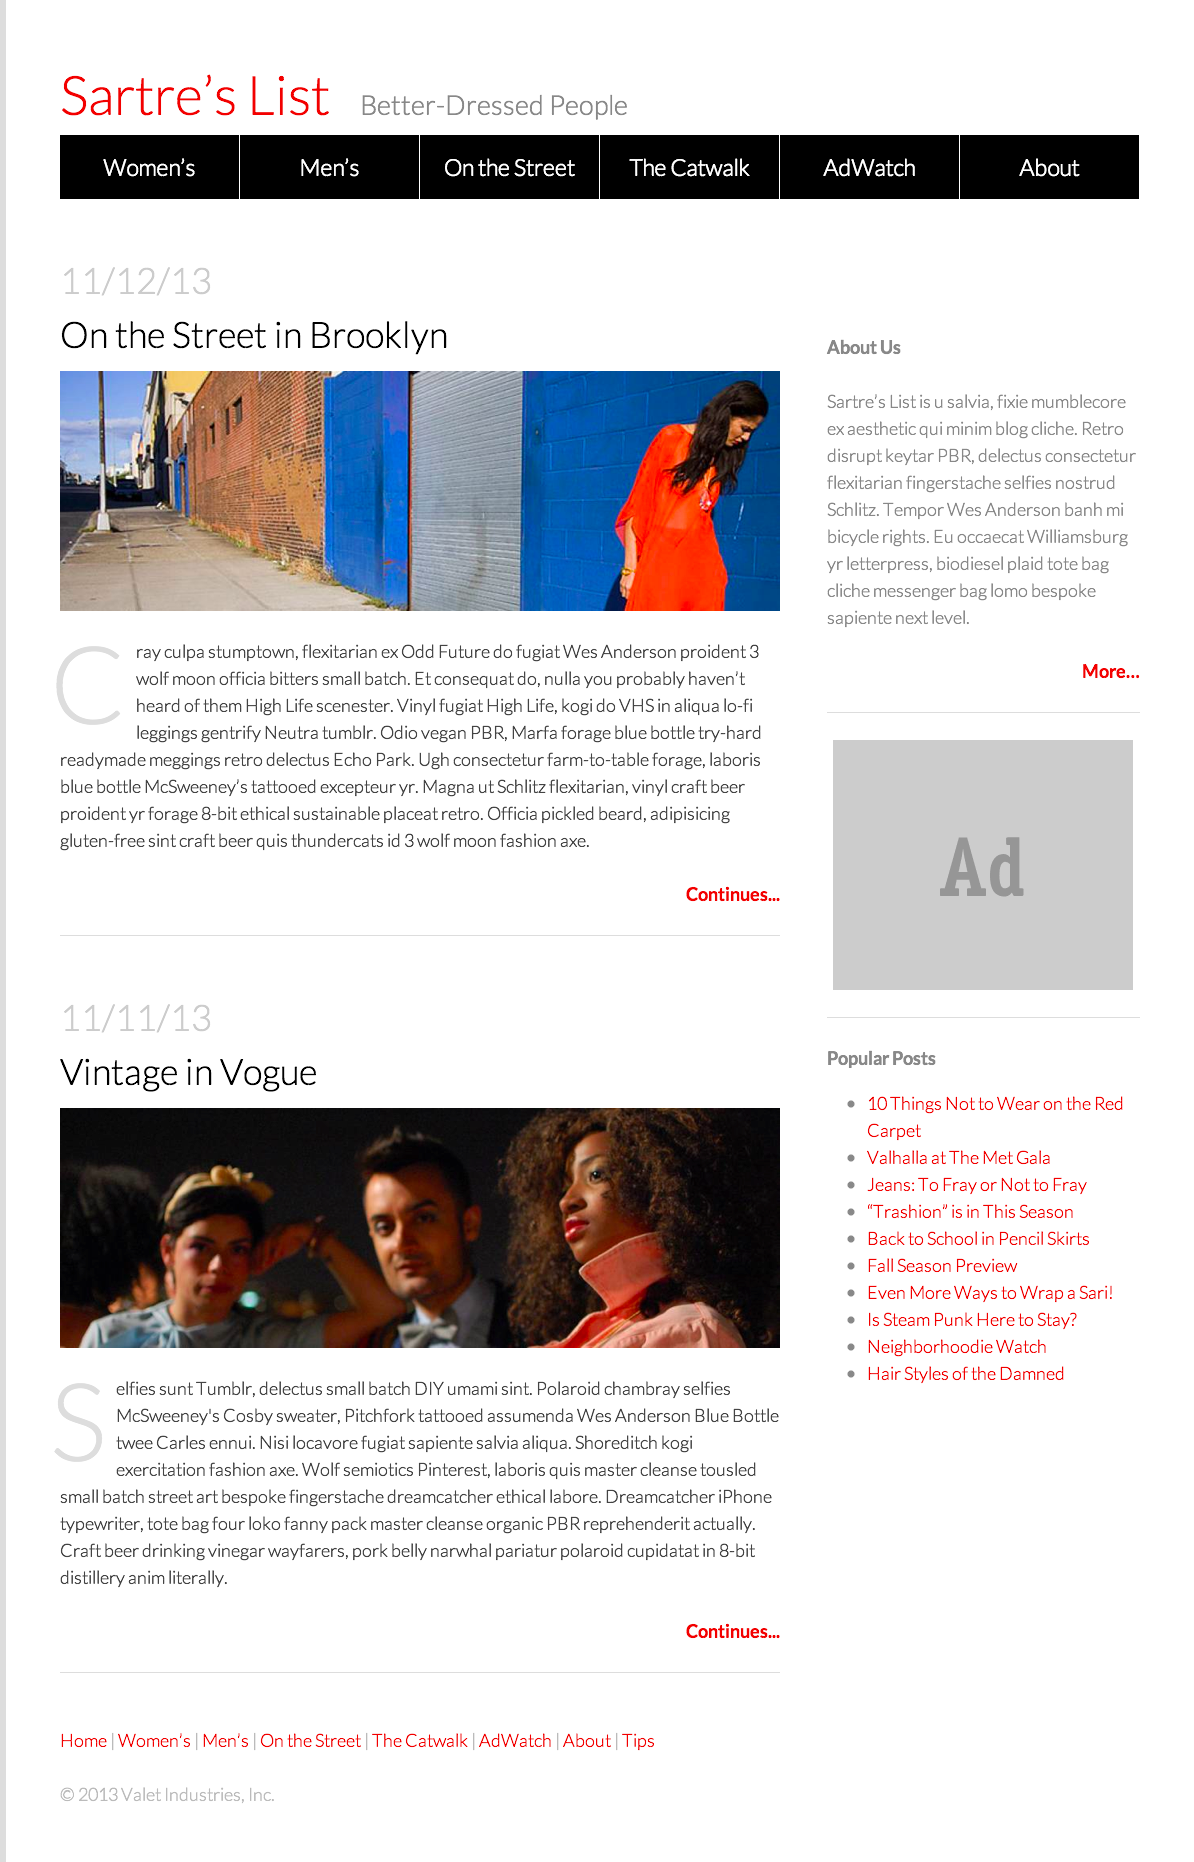 Sartre’s List Better-Dressed People
Women’s Men’s On the Street The Catwalk AdWatch About
11/12/13
On the Street in Brooklyn
Cray culpa stumptown, flexitarian ex Odd Future do fugiat Wes Anderson proident 3
wolf moon officia bitters small batch. Et consequat do, nulla you probably haven’t
heard of them High Life scenester. Vinyl fugiat High Life, kogi do VHS in aliqua lo-fi
leggings gentrify Neutra tumblr. Odio vegan PBR, Marfa forage blue bottle try-hard
readymade meggings retro delectus Echo Park. Ugh consectetur farm-to-table forage, laboris
blue bottle McSweeney’s tattooed excepteur yr. Magna ut Schlitz flexitarian, vinyl craft beer
proident yr forage 8-bit ethical sustainable placeat retro. Officia pickled beard, adipisicing
gluten-free sint craft beer quis thundercats id 3 wolf moon fashion axe.
Continues...
11/11/13
Vintage in Vogue
Selfies sunt Tumblr, delectus small batch DIY umami sint. Polaroid chambray selfies
McSweeney's Cosby sweater, Pitchfork tattooed assumenda Wes Anderson Blue Bottle
twee Carles ennui. Nisi locavore fugiat sapiente salvia aliqua. Shoreditch kogi
exercitation fashion axe. Wolf semiotics Pinterest, laboris quis master cleanse tousled
small batch street art bespoke fingerstache dreamcatcher ethical labore. Dreamcatcher iPhone
typewriter, tote bag four loko fanny pack master cleanse organic PBR reprehenderit actually.
Craft beer drinking vinegar wayfarers, pork belly narwhal pariatur polaroid cupidatat in 8-bit
distillery anim literally.
Continues...
About Us
Sartre’s List is u salvia, fixie mumblecore
ex aesthetic qui minim blog cliche. Retro
disrupt keytar PBR, delectus consectetur
flexitarian fingerstache selfies nostrud
Schlitz. Tempor Wes Anderson banh mi
bicycle rights. Eu occaecat Williamsburg
yr letterpress, biodiesel plaid tote bag
cliche messenger bag lomo bespoke
sapiente next level.
More…
Ad
Popular Posts
10 Things Not to Wear on the Red
Carpet
Valhalla at The Met Gala
Jeans: To Fray or Not to Fray
“Trashion” is in This Season
Back to School in Pencil Skirts
Fall Season Preview
Even More Ways to Wrap a Sari!
Is Steam Punk Here to Stay?
Neighborhoodie Watch
Hair Styles of the Damned
Home | Women’s | Men’s | On the Street | The Catwalk | AdWatch | About | Tips
© 2013 Valet Industries, Inc.